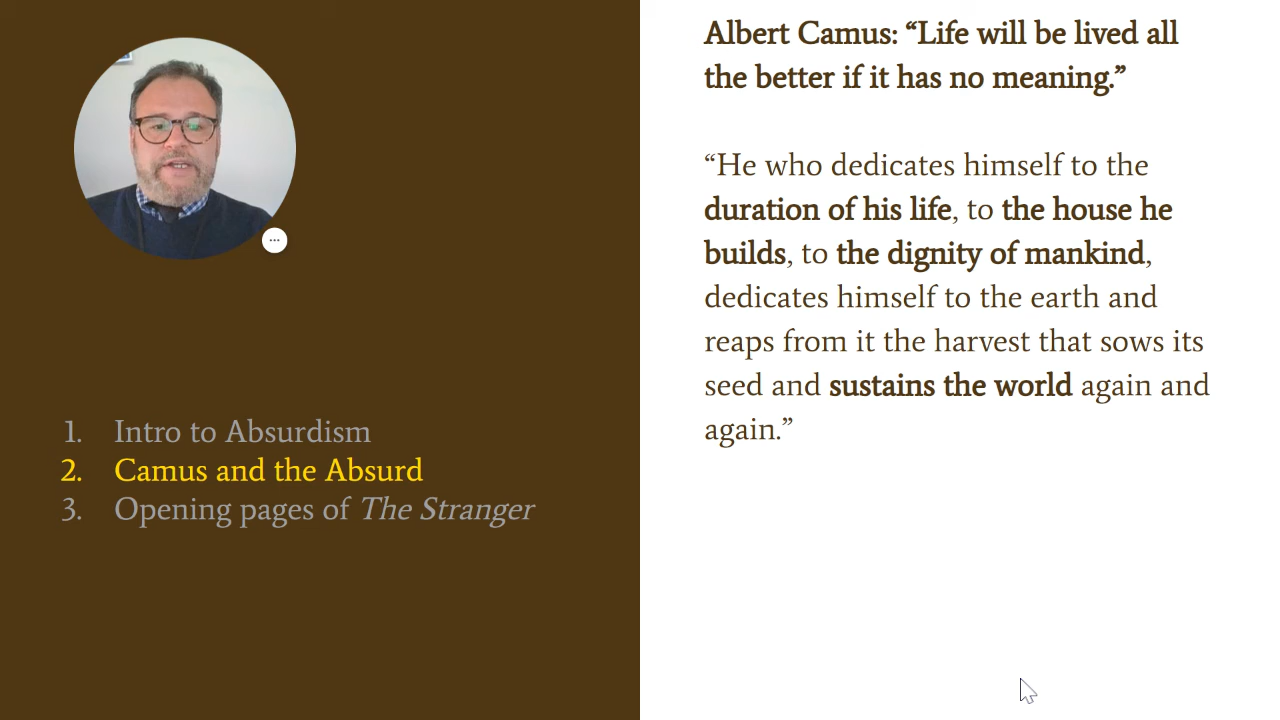 1. Intro to Absurdism
2. Camus and the Absurd
3. Opening pages of The Stranger
Albert Camus: “Life will be lived all
the better if it has no meaning.”
“He who dedicates himself to the
duration of his life, to the house he
builds, to the dignity of mankind,
dedicates himself to the earth and
reaps from it the harvest that sows its
seed and sustains the world again and
again.”